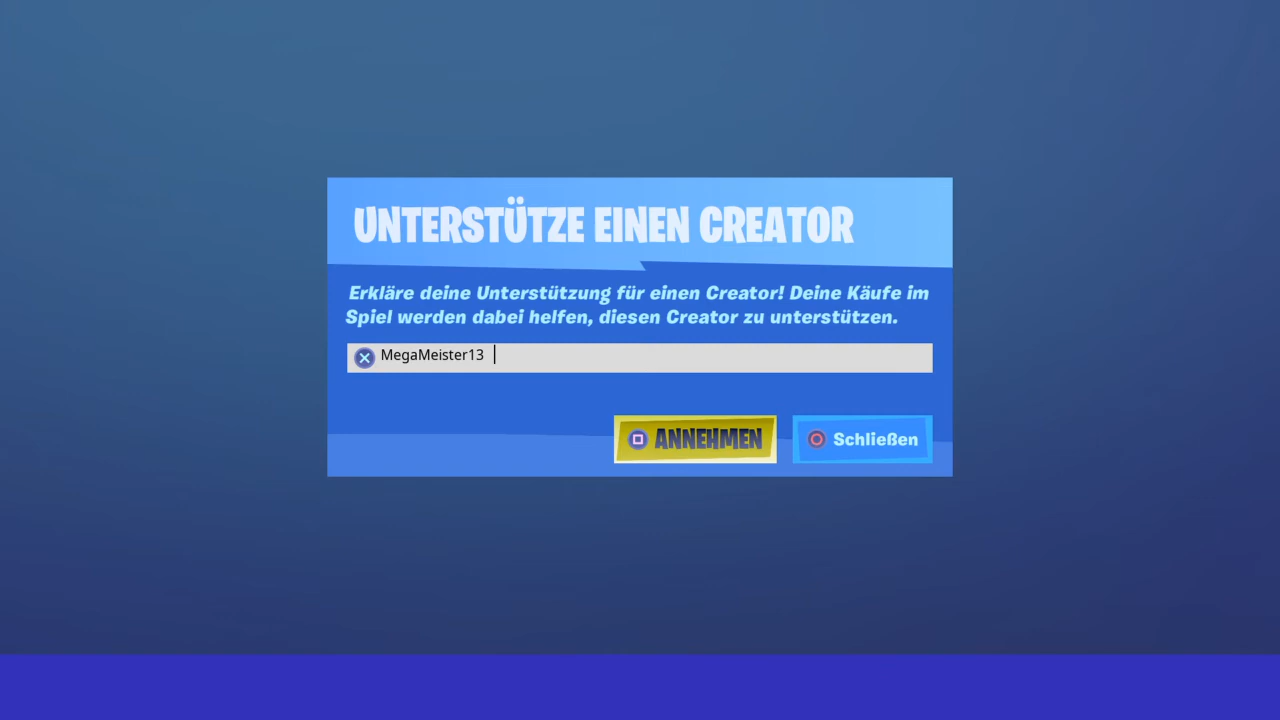 UNTERSTÜTZE EINEN CREATOR
Erkläre deine Unterstützung für einen Creator! Deine Käufe im
Spiel werden dabei helfen, diesen Creator zu unterstützen.
MegaMeister13
ANNEHMEN
Schließen